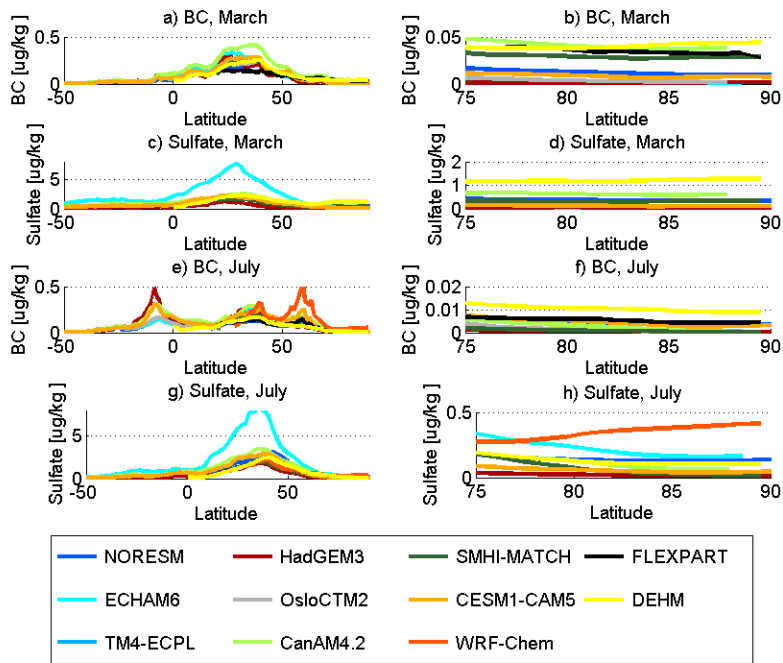 a) BC, March
BC [ug/kg ]
0.5
0
-50 0 50
Latitude
b) BC, March
BC [ug/kg ]
0.05
0
75 80 85 90
Latitude
c) Sulfate, March
Sulfate [ug/kg ]
5
0
-50 0 50
Latitude
d) Sulfate, March
Sulfate [ug/kg ]
2
1
0
75 80 85 90
Latitude
e) BC, July
BC [ug/kg ]
0.5
0
-50 0 50
Latitude
f) BC, July
BC [ug/kg ]
0.02
0.01
0
75 80 85 90
Latitude
g) Sulfate, July
Sulfate [ug/kg ]
5
0
-50 0 50
Latitude
h) Sulfate, July
Sulfate [ug/kg ]
0.5
0
75 80 85 90
Latitude
NORESM HadGEM3 SMHI-MATCH FLEXPART
ECHAM6 OsloCTM2 CESM1-CAM5 DEHM
TM4-ECPL CanAM4.2 WRF-Chem